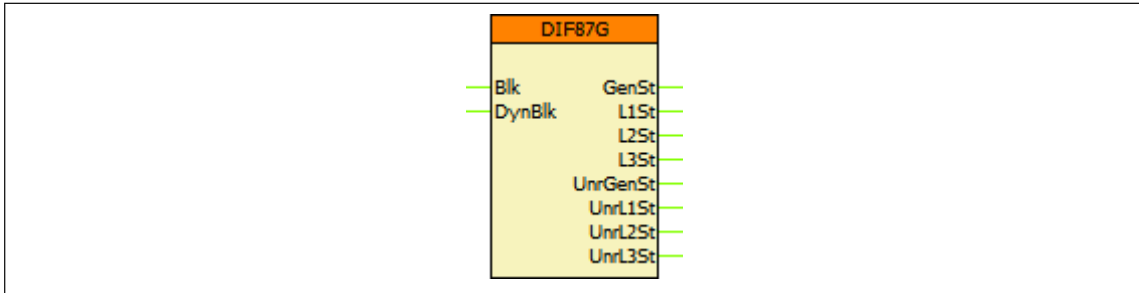 DIF87G
Blk GenSt
DynBlk L1St
L2St
L3St
UnrGenSt
UnrL1St
UnrL2St
UnrL3St